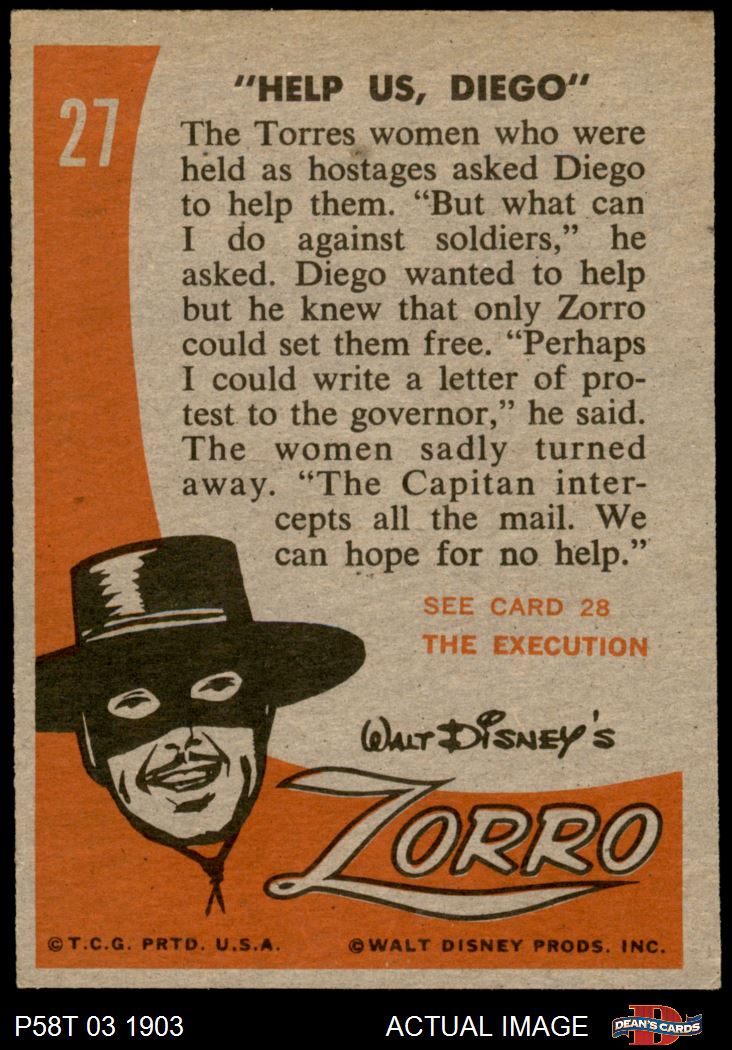 27
"HELP US, DIEGO"
The Torres women who were
held as hostages asked Diego
to help them. “But what can
I do against soldiers,” he
asked. Diego wanted to help
but he knew that only Zorro
could set them free. “Perhaps
I could write a letter of pro-
test to the governor,” he said.
The women sadly turned
away. “The Capitan inter-
cepts all the mail. We
can hope for no help.”
SEE CARD 28
THE EXECUTION
WALT DISNEY'S
ZORRO
©T.C.G. PRTD. U.S.A.
©WALT DISNEY PRODS. INC.
P58T 03 1903
ACTUAL IMAGE
D
DEAN'S CARDS